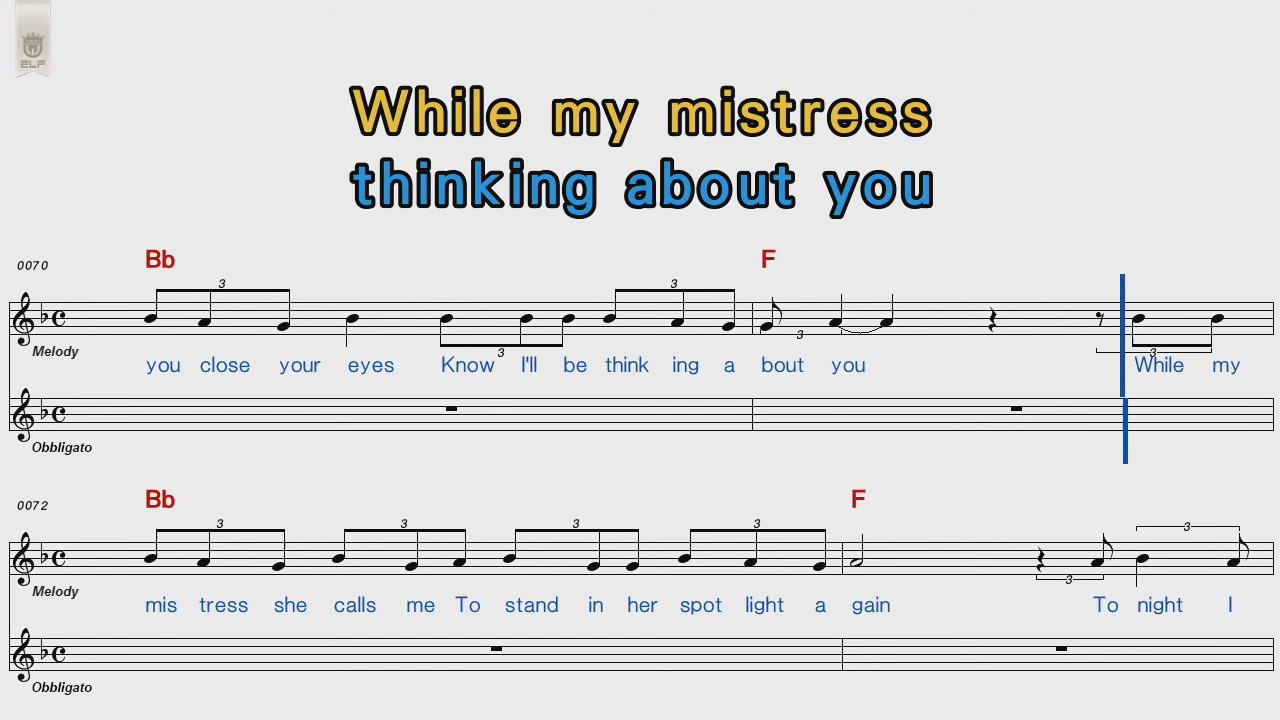 ELF
While my mistress
thinking about you
0070
Bb F
3 3
3 3 3
Melody
you close your eyes Know I'll be think ing a bout you While my
Obbligato
0072
Bb F
3 3 3 3 3
3
Melody
mis tress she calls me To stand in her spot light a gain To night I
Obbligato